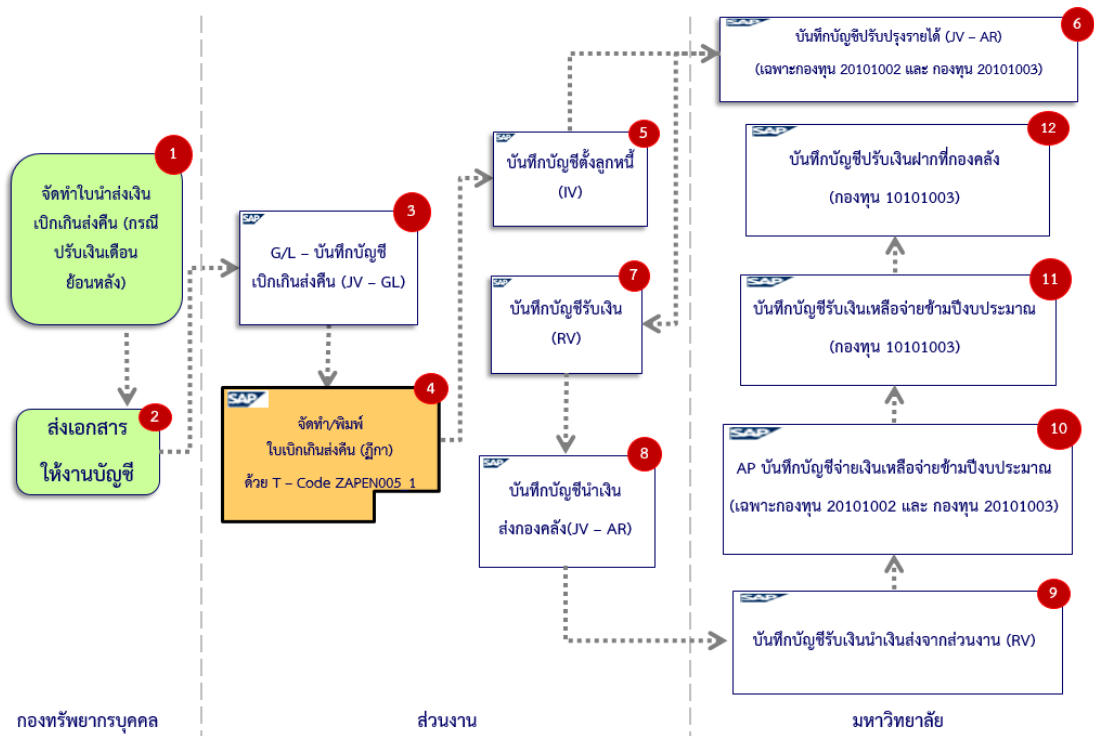 1
จัดทำใบนำส่งเงิน
เบิกเกินส่งคืน (กรณี
ปรับเงินเดือน
ย้อนหลัง)
2
ส่งเอกสาร
ให้งานบัญชี
กองทรัพยากรบุคคล
SAP
3
G/L – บันทึกบัญชี
เบิกเกินส่งคืน (JV – GL)
SAP
4
จัดทำ/พิมพ์
ใบเบิกเกินส่งคืน (ฎีกา)
ด้วย T – Code ZAPEN005_1
SAP
5
บันทึกบัญชีตั้งลูกหนี้
(IV)
SAP
6
บันทึกบัญชีปรับปรุงรายได้ (JV – AR)
(เฉพาะกองทุน 20101002 และ กองทุน 20101003)
SAP
7
บันทึกบัญชีรับเงิน
(RV)
SAP
8
บันทึกบัญชีนำเงิน
ส่งกองคลัง(JV – AR)
ส่วนงาน
SAP
9
บันทึกบัญชีรับเงินนำเงินส่งจากส่วนงาน (RV)
SAP
10
AP บันทึกบัญชีจ่ายเงินเหลือจ่ายข้ามปีงบประมาณ
(เฉพาะกองทุน 20101002 และ กองทุน 20101003)
SAP
11
บันทึกบัญชีรับเงินเหลือจ่ายข้ามปีงบประมาณ
(กองทุน 10101003)
SAP
12
บันทึกบัญชีปรับเงินฝากที่กองคลัง
(กองทุน 10101003)
มหาวิทยาลัย